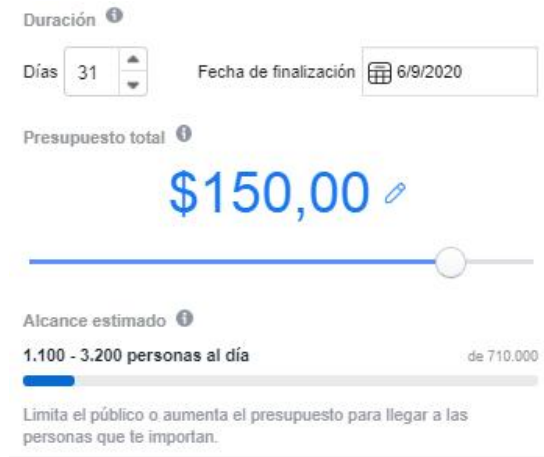 Duración
Días 31 Fecha de finalización 6/9/2020
Presupuesto total
$150,00
Alcance estimado
1.100 - 3.200 personas al día de 710.000
Limita el público o aumenta el presupuesto para llegar a las
personas que te importan.